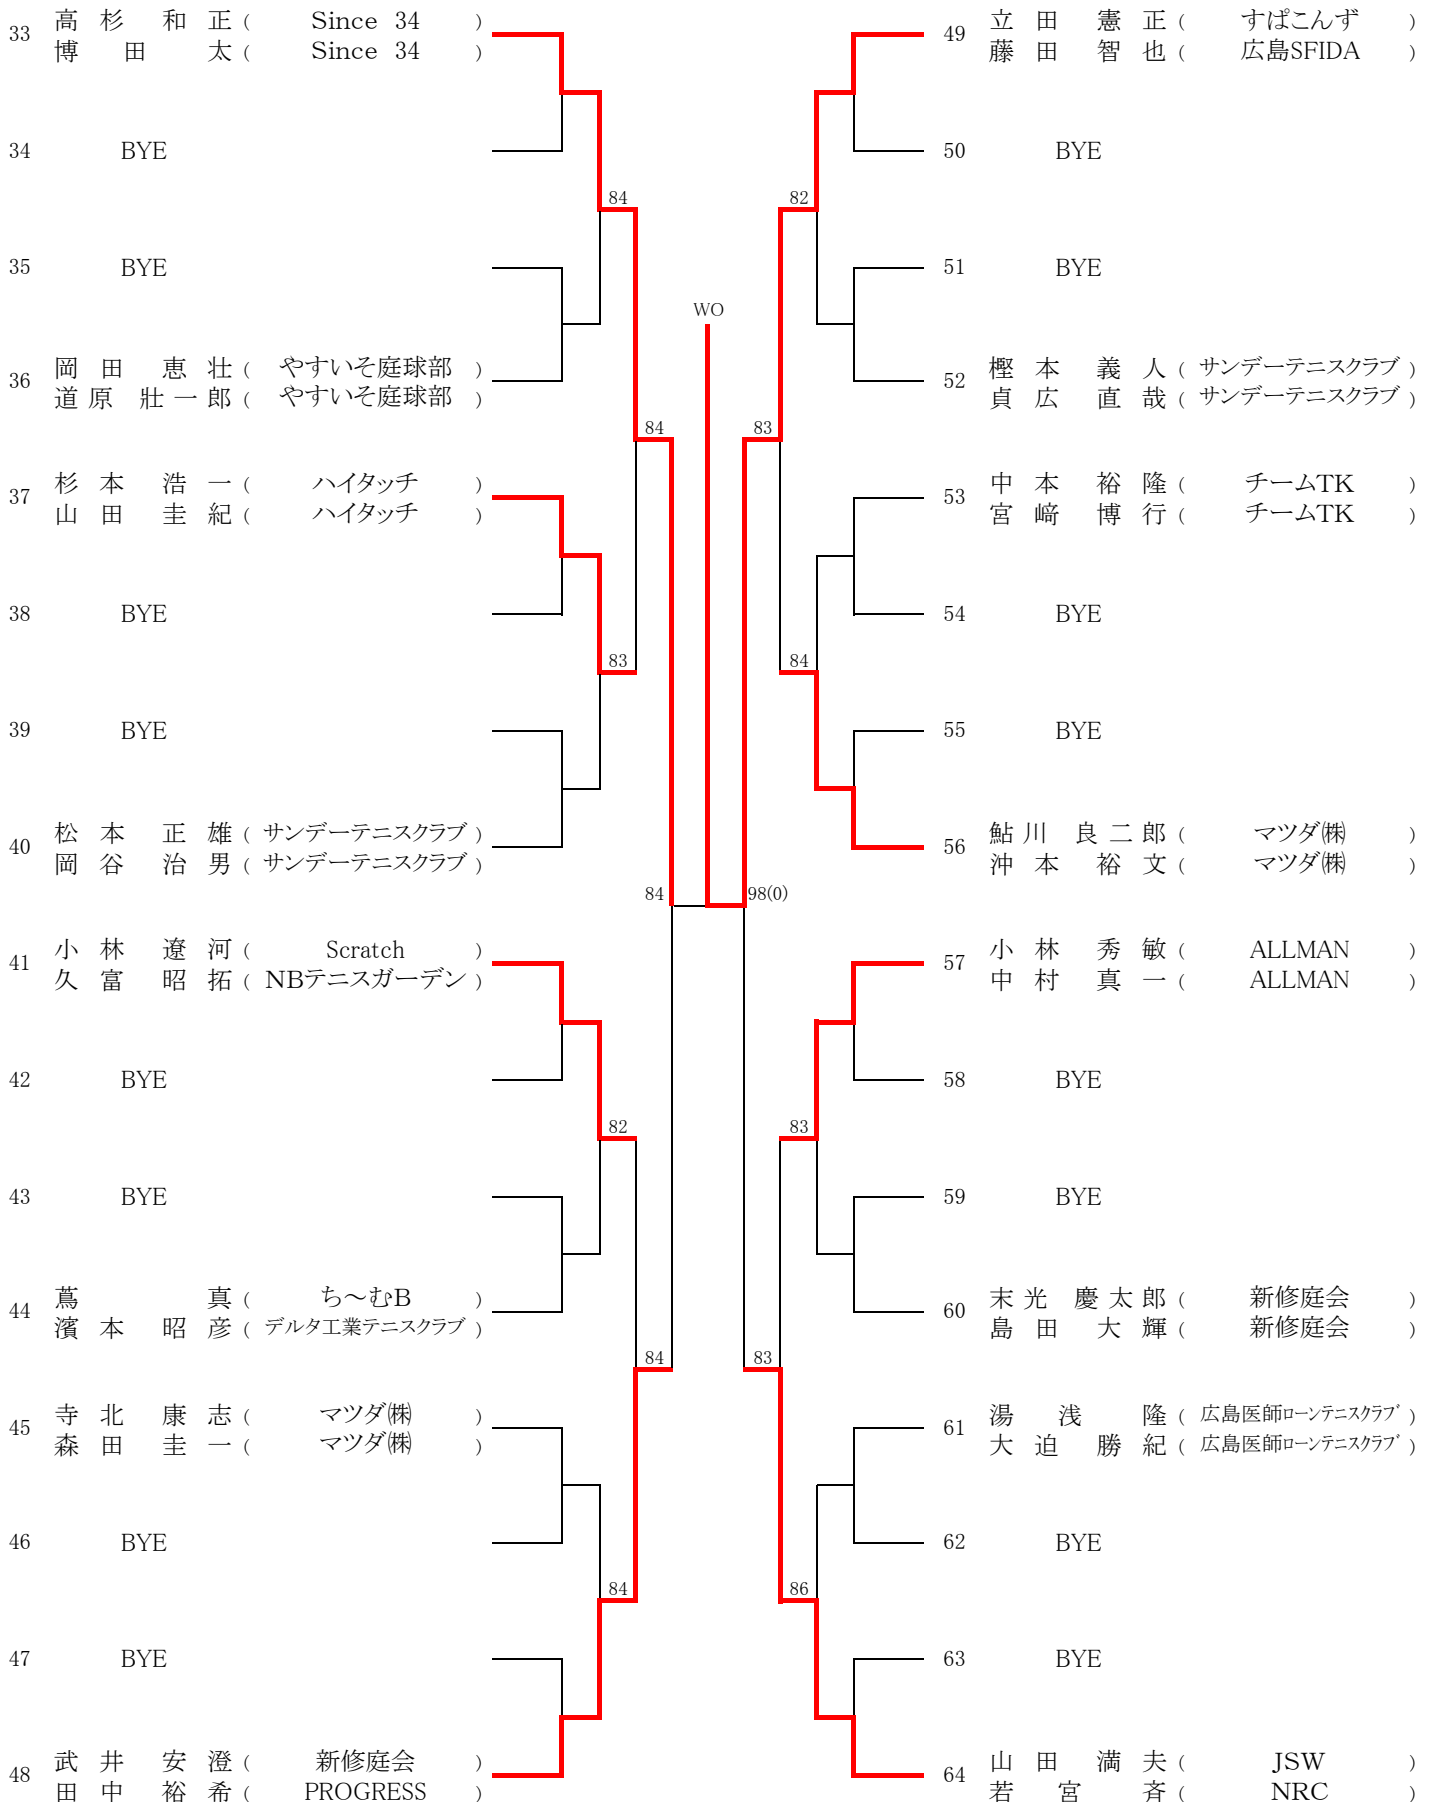 33 高杉 和正 ( Since 34 )
博田 太 ( Since 34 )
34 BYE
84
35 BYE
36 岡田 恵壮 ( やすいそ庭球部 )
道原 壯一郎 ( やすいそ庭球部 )
84
37 杉本 浩一 ( ハイタッチ )
山田 圭紀 ( ハイタッチ )
38 BYE
83
39 BYE
40 松本 正雄 ( サンデーテニスクラブ )
岡谷 治男 ( サンデーテニスクラブ )
84
41 小林 遼河 ( Scratch )
久富 昭拓 ( NBテニスガーデン )
42 BYE
82
43 BYE
44 蔦 真 ( ち～むB )
濱本 昭彦 ( デルタ工業テニスクラブ )
84
45 寺北 康志 ( マツダ㈱ )
森田 圭一 ( マツダ㈱ )
46 BYE
84
47 BYE
48 武井 安澄 ( 新修庭会 )
田中 裕希 ( PROGRESS )
WO
49 立田 憲正 ( すぱこんず )
藤田 智也 ( 広島SFIDA )
50 BYE
82
51 BYE
52 樫本 義人 ( サンデーテニスクラブ )
貞広 直哉 ( サンデーテニスクラブ )
83
53 中本 裕隆 ( チームTK )
宮﨑 博行 ( チームTK )
54 BYE
84
55 BYE
56 鮎川 良二郎 ( マツダ㈱ )
沖本 裕文 ( マツダ㈱ )
98(0)
57 小林 秀敏 ( ALLMAN )
中村 真一 ( ALLMAN )
58 BYE
83
59 BYE
60 末光 慶太郎 ( 新修庭会 )
島田 大輝 ( 新修庭会 )
83
61 湯浅 隆 ( 広島医師ﾛｰﾝﾃﾆｽｸﾗﾌﾞ )
大迫 勝紀 ( 広島医師ﾛｰﾝﾃﾆｽｸﾗﾌﾞ )
62 BYE
86
63 BYE
64 山田 満夫 ( JSW )
若宮 斉 ( NRC )